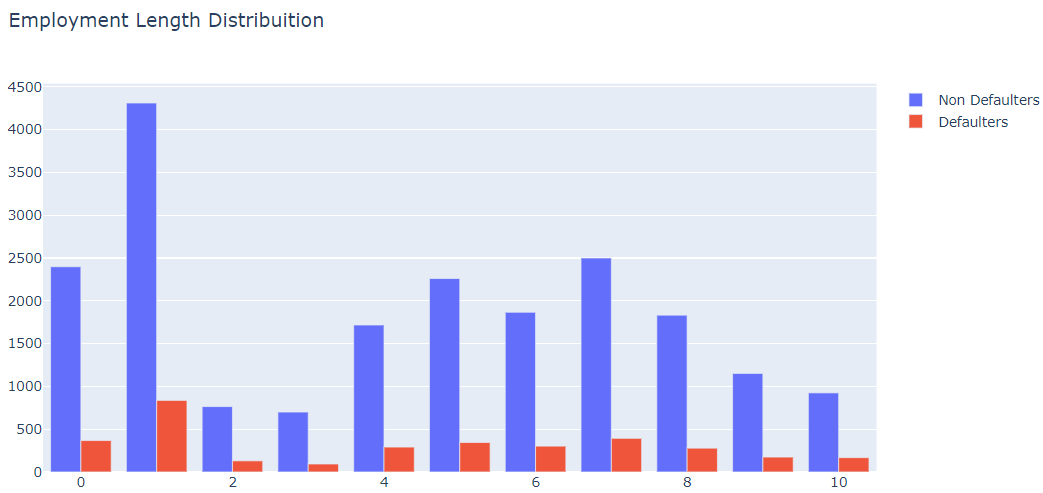 Employment Length Distribuition
4500
4000
3500
3000
2500
2000
1500
1000
500
0
0 2 4 6 8 10
Non Defaulters
Defaulters